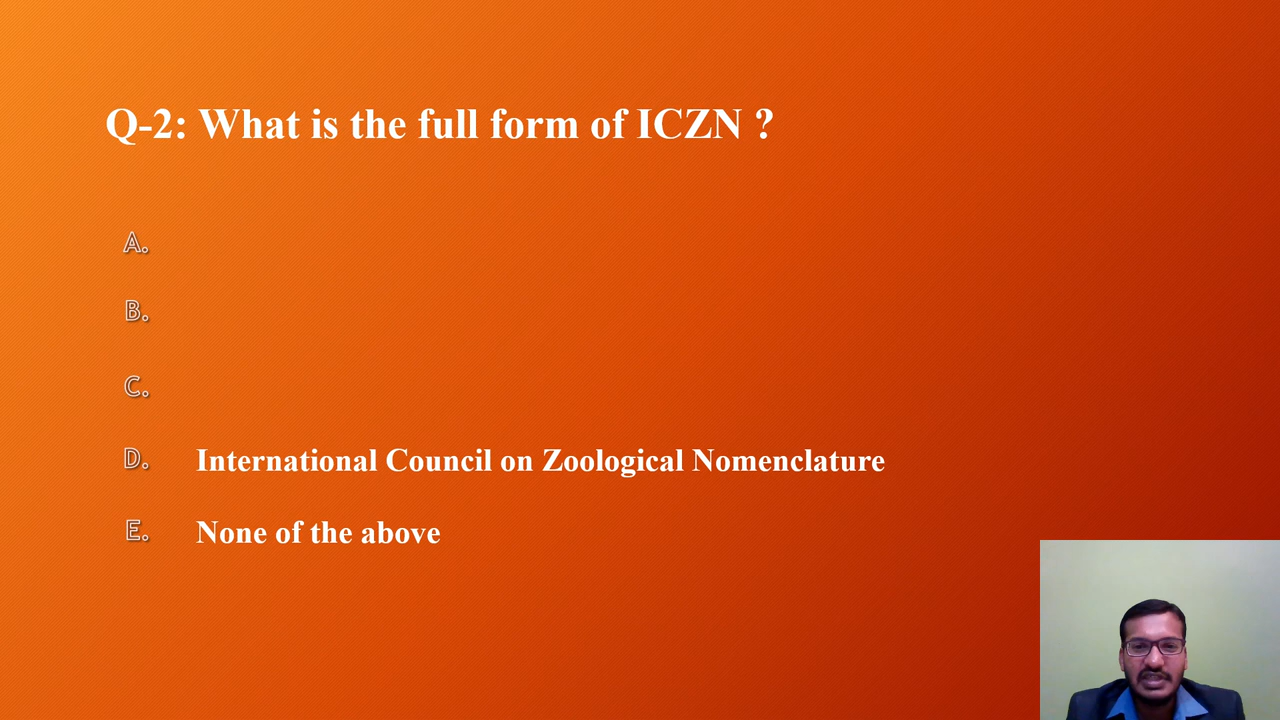 Q-2: What is the full form of ICZN ?
A.
B.
C.
D. International Council on Zoological Nomenclature
E. None of the above